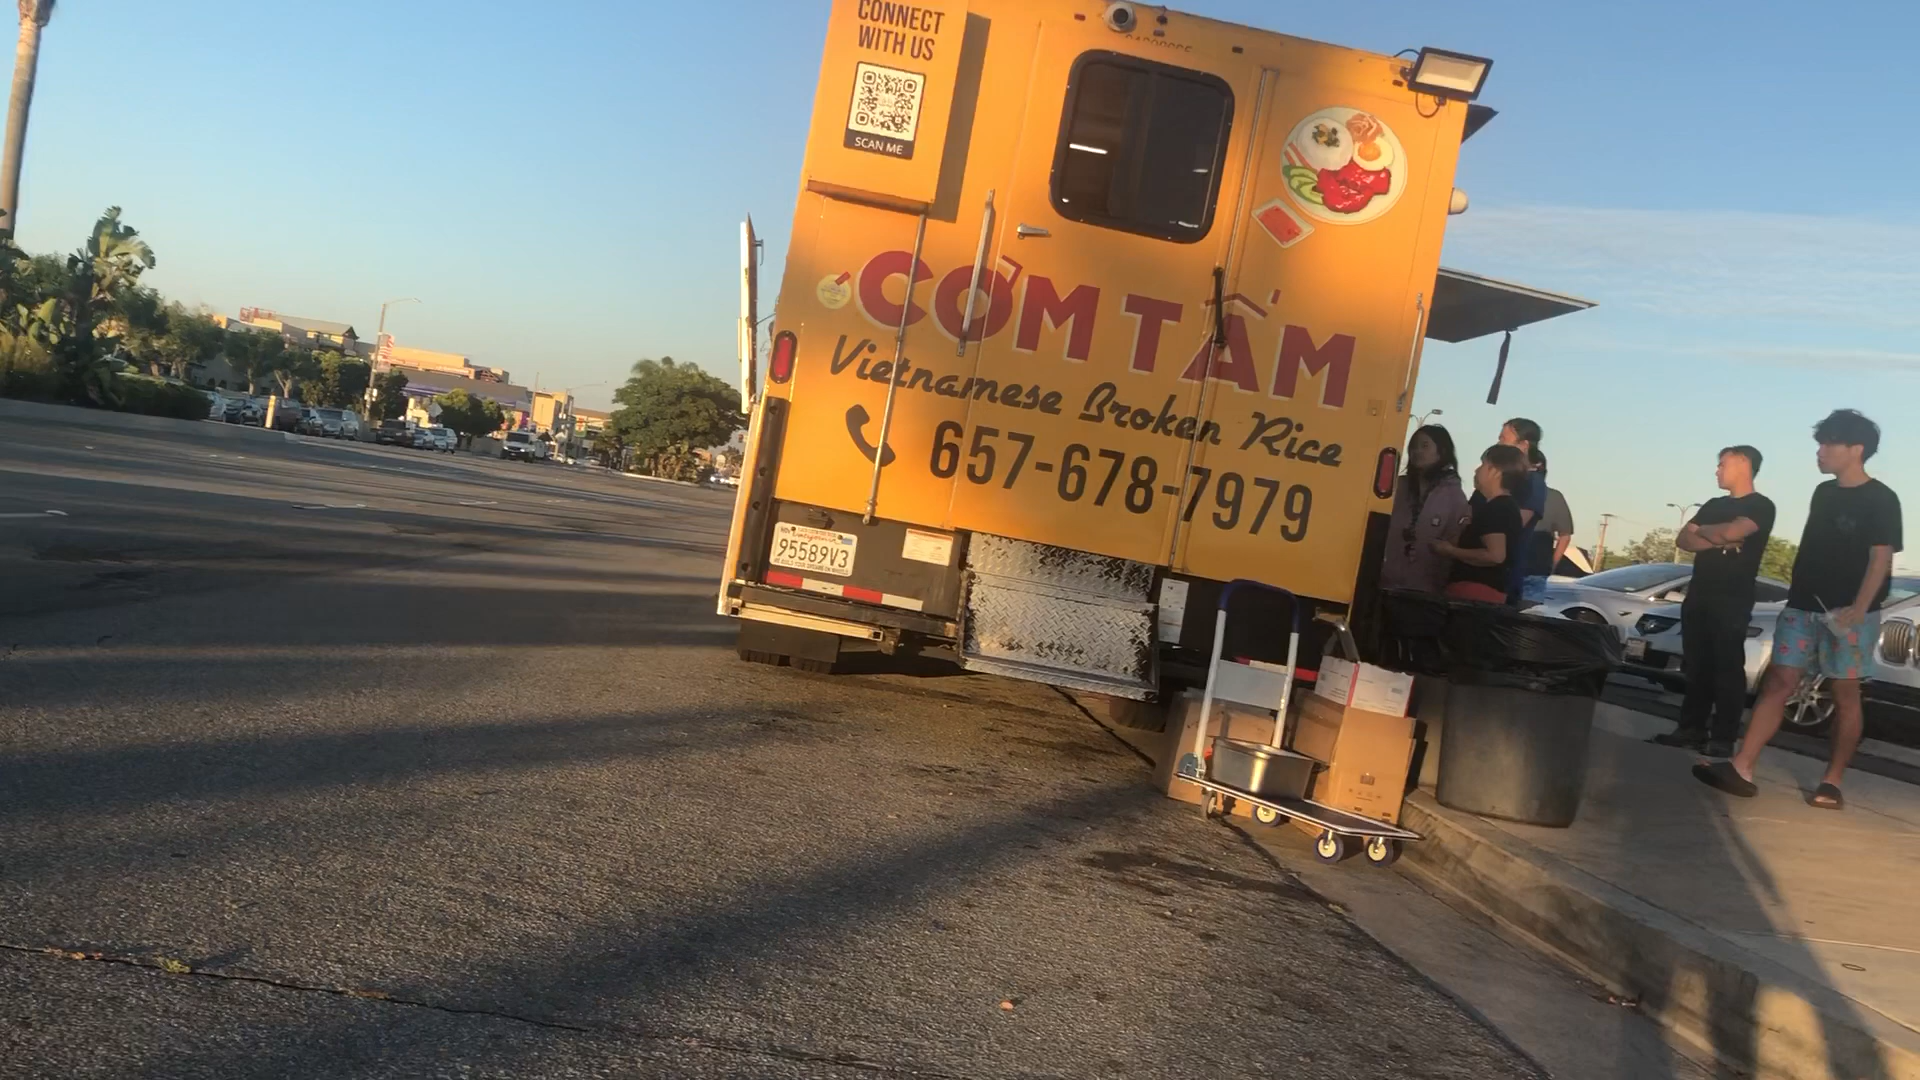 CONNECT
WITH US
SCAN ME
CƠM TẤM
Vietnamese Broken Rice
657-678-7979
95589V3